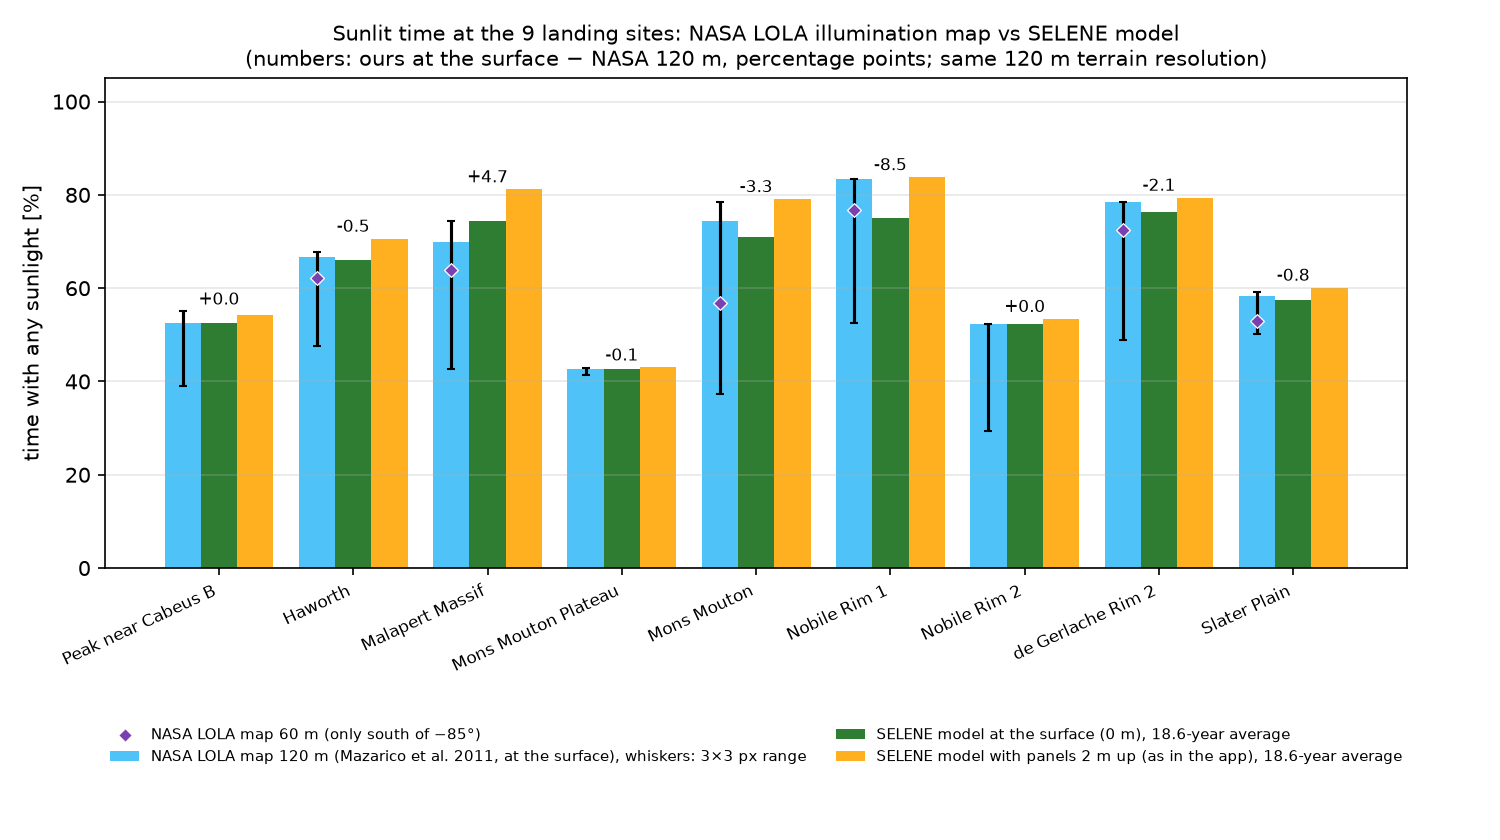 Sunlit time at the 9 landing sites: NASA LOLA illumination map vs SELENE model
(numbers: ours at the surface − NASA 120 m, percentage points; same 120 m terrain resolution)
time with any sunlight [%]
100
80
60
40
20
0
+0.0
-0.5
+4.7
-0.1
-3.3
-8.5
+0.0
-2.1
-0.8
Peak near Cabeus B
Haworth
Malapert Massif
Mons Mouton Plateau
Mons Mouton
Nobile Rim 1
Nobile Rim 2
de Gerlache Rim 2
Slater Plain
NASA LOLA map 60 m (only south of −85°)
NASA LOLA map 120 m (Mazarico et al. 2011, at the surface), whiskers: 3×3 px range
SELENE model at the surface (0 m), 18.6-year average
SELENE model with panels 2 m up (as in the app), 18.6-year average